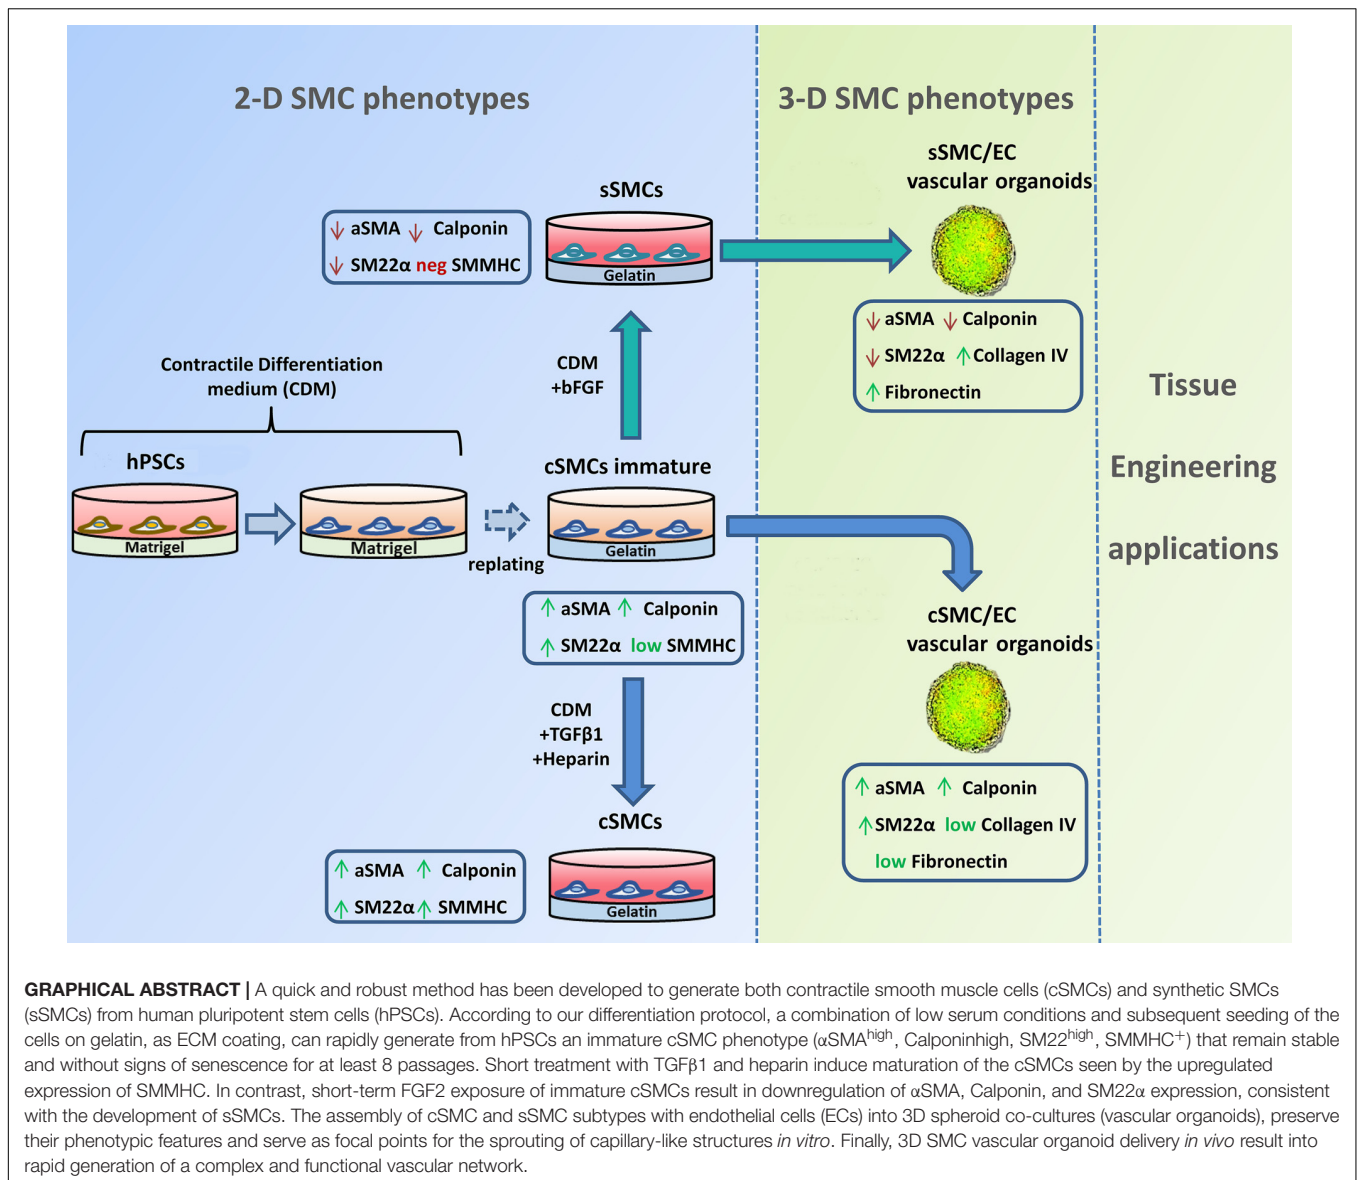 2-D SMC phenotypes
3-D SMC phenotypes
sSMC/EC
vascular organoids
sSMCs
↓ aSMA ↓ Calponin
↓ SM22α neg SMMHC
Gelatin
↓ aSMA ↓ Calponin
↓ SM22α ↑ Collagen IV
↑ Fibronectin
Contractile Differentiation
medium (CDM)
CDM
+bFGF
Tissue
Engineering
applications
hPSCs
Matrigel
Matrigel
replating
cSMCs immature
Gelatin
↑ aSMA ↑ Calponin
↑ SM22α low SMMHC
cSMC/EC
vascular organoids
CDM
+TGFβ1
+Heparin
↑ aSMA ↑ Calponin
↑ SM22α low Collagen IV
low Fibronectin
cSMCs
↑ aSMA ↑ Calponin
↑ SM22α ↑ SMMHC
Gelatin
GRAPHICAL ABSTRACT | A quick and robust method has been developed to generate both contractile smooth muscle cells (cSMCs) and synthetic SMCs
(sSMCs) from human pluripotent stem cells (hPSCs). According to our differentiation protocol, a combination of low serum conditions and subsequent seeding of the
cells on gelatin, as ECM coating, can rapidly generate from hPSCs an immature cSMC phenotype (αSMAhigh, Calponinhigh, SM22high, SMMHC+) that remain stable
and without signs of senescence for at least 8 passages. Short treatment with TGFβ1 and heparin induce maturation of the cSMCs seen by the upregulated
expression of SMMHC. In contrast, short-term FGF2 exposure of immature cSMCs result in downregulation of αSMA, Calponin, and SM22α expression, consistent
with the development of sSMCs. The assembly of cSMC and sSMC subtypes with endothelial cells (ECs) into 3D spheroid co-cultures (vascular organoids), preserve
their phenotypic features and serve as focal points for the sprouting of capillary-like structures in vitro. Finally, 3D SMC vascular organoid delivery in vivo result into
rapid generation of a complex and functional vascular network.